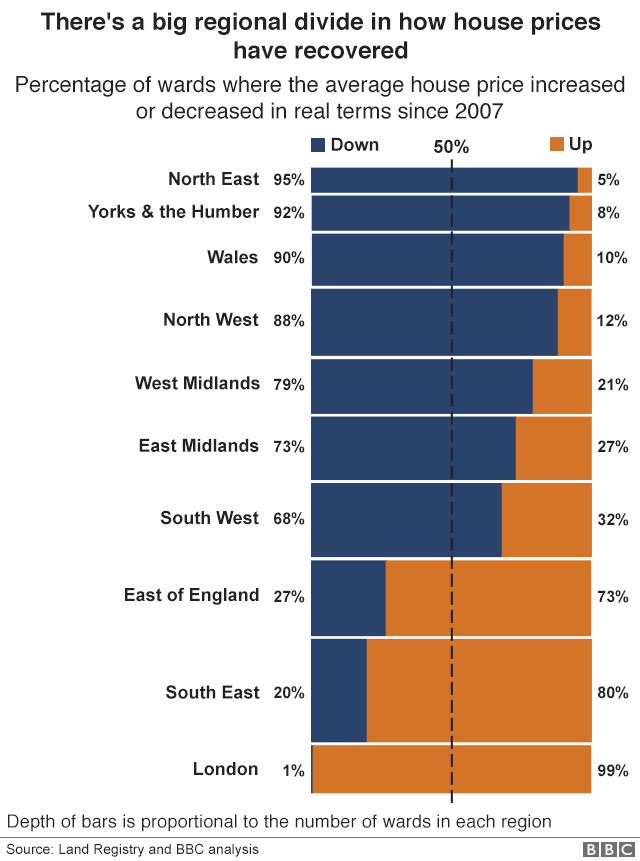 There's a big regional divide in how house prices
have recovered
Percentage of wards where the average house price increased
or decreased in real terms since 2007
Down 50% Up
North East 95% 5%
Yorks & the Humber 92% 8%
Wales 90% 10%
North West 88% 12%
West Midlands 79% 21%
East Midlands 73% 27%
South West 68% 32%
East of England 27% 73%
South East 20% 80%
London 1% 99%
Depth of bars is proportional to the number of wards in each region
Source: Land Registry and BBC analysis BBC